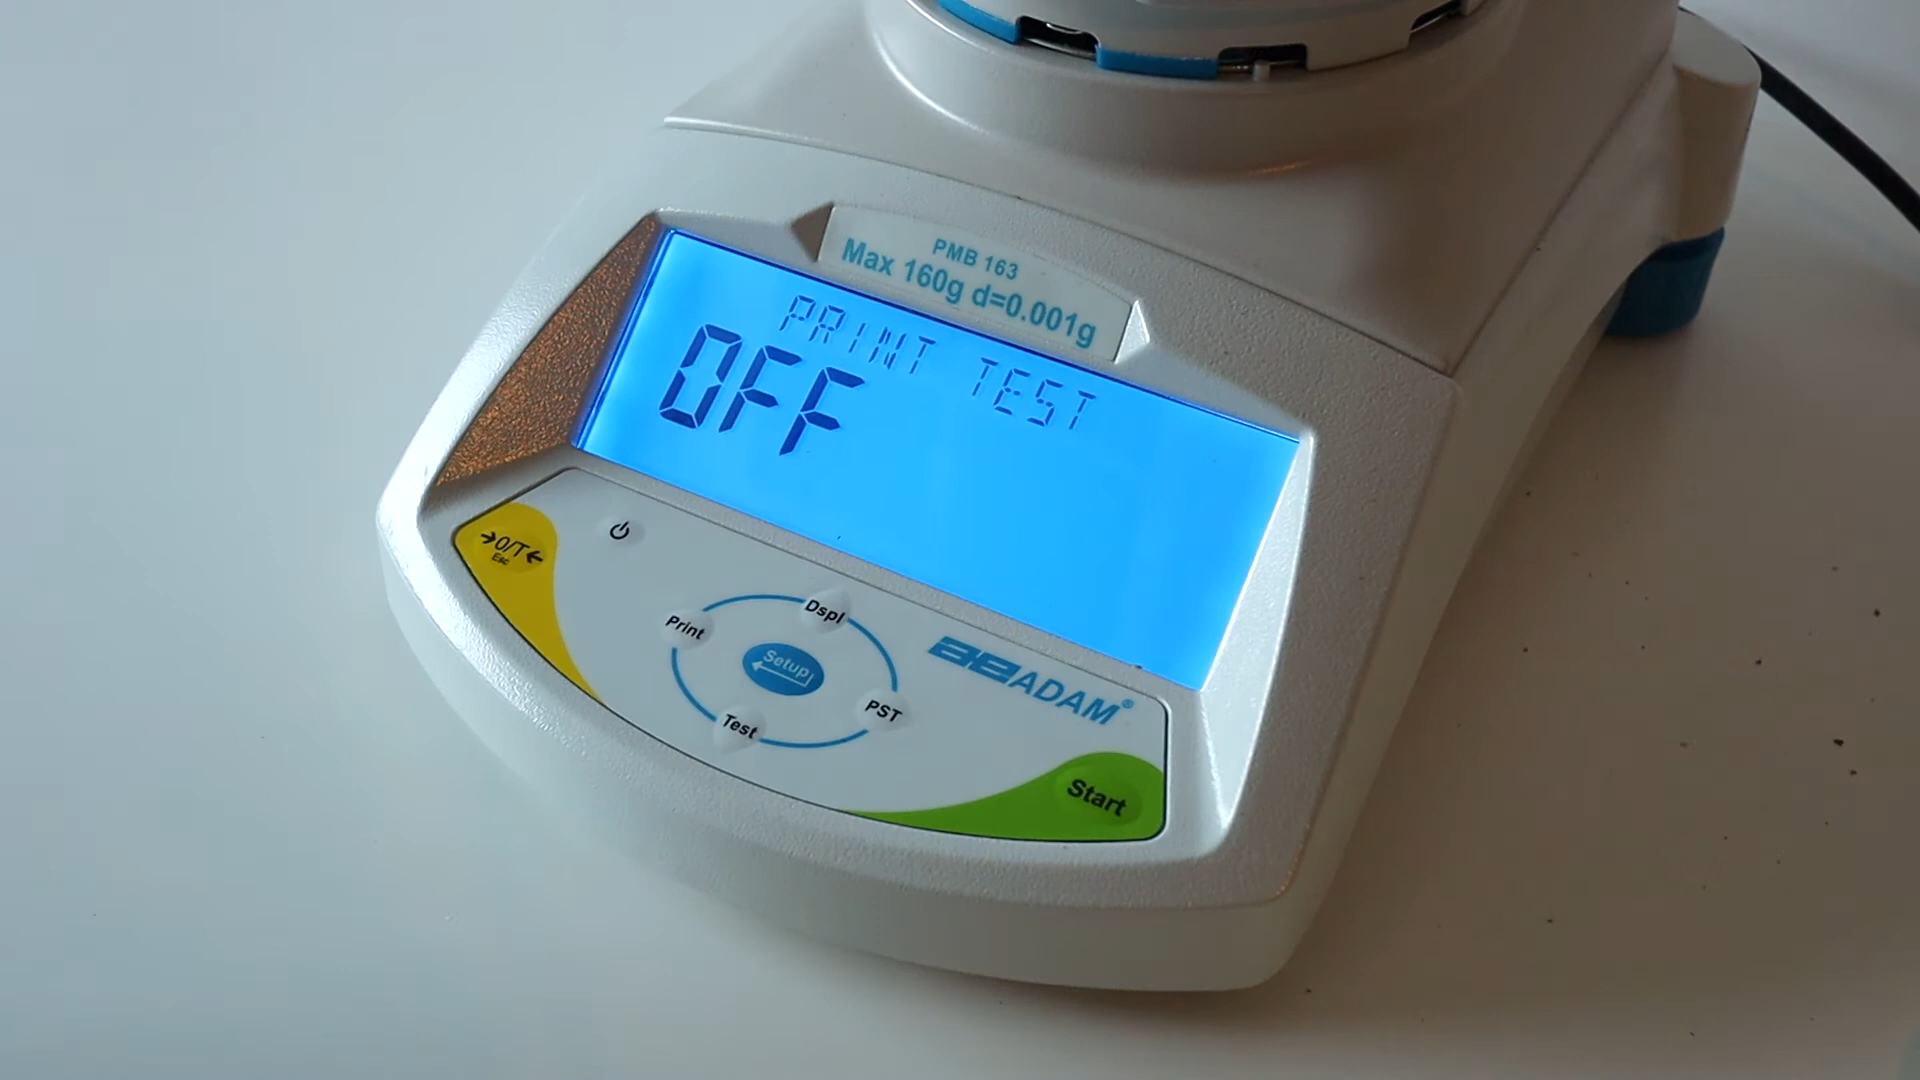 PMB 163
Max 160g d=0.001g
PRINT TEST
OFF
→0/T←
Esc
Print
Dspl
Setup
Test
PST
ADAM®
Start